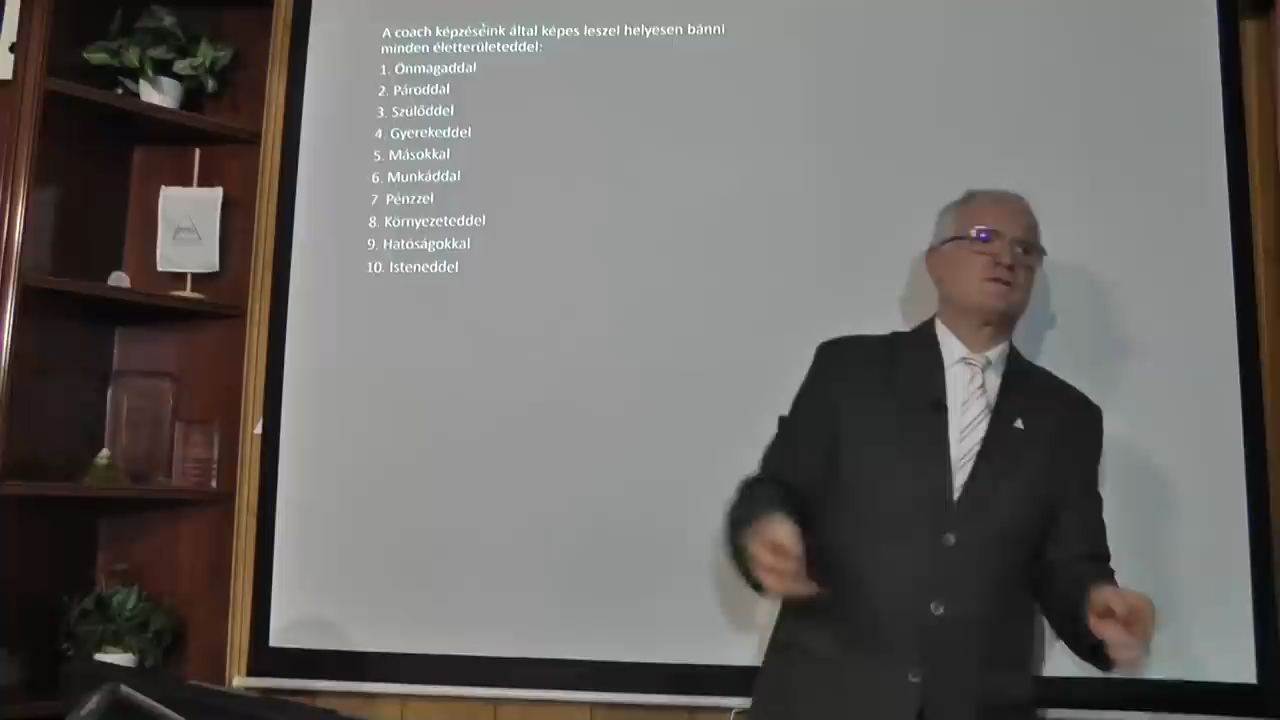 A coach képzéseink által képes leszel helyesen bánni
minden életterületeddel:
1. Önmagaddal
2. Pároddal
3. Szülőddel
4. Gyerekeddel
5. Másokkal
6. Munkáddal
7 Pénzzel
8. Környezeteddel
9. Hatóságokkal
10. Isteneddel